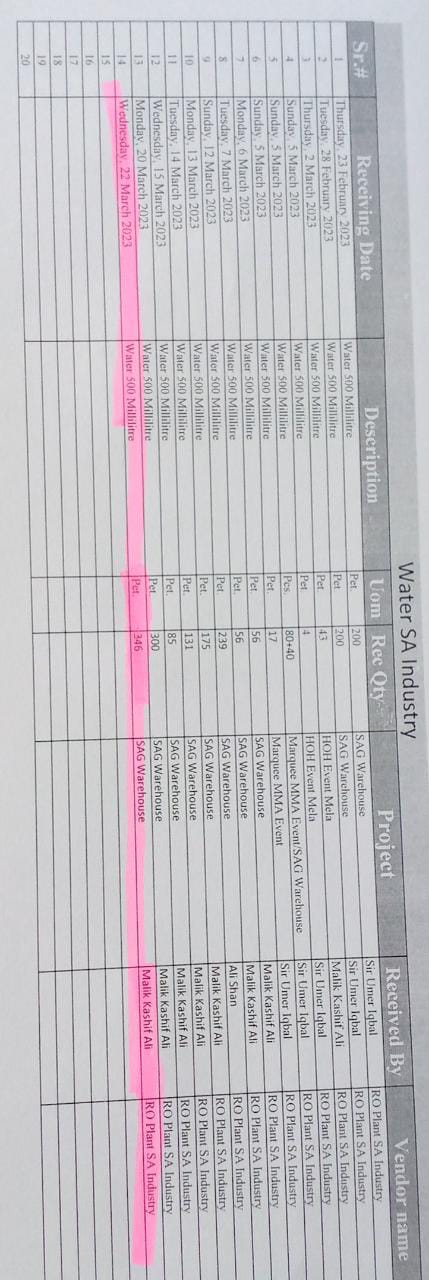 Water SA Industry
Sr.# Receiving Date Description Uom Rec Qty Project Received By Vendor name
1 Thursday, 23 February 2023 Water 500 Millilitre Pet. 200 SAG Warehouse Sir Umer Iqbal RO Plant SA Industry
2 Tuesday, 28 February 2023 Water 500 Millilitre Pet. 200 SAG Warehouse Sir Umer Iqbal RO Plant SA Industry
3 Thursday, 2 March 2023 Water 500 Millilitre Pet. 43 HOH Event Mela Malik Kashif Ali RO Plant SA Industry
4 Sunday, 5 March 2023 Water 500 Millilitre Pet. 4 HOH Event Mela Sir Umer Iqbal RO Plant SA Industry
5 Sunday, 5 March 2023 Water 500 Millilitre Pcs. 80+40 Marquee MMA Event/SAG Warehouse Sir Umer Iqbal RO Plant SA Industry
6 Sunday, 5 March 2023 Water 500 Millilitre Pet. 17 Marquee MMA Event Sir Umer Iqbal RO Plant SA Industry
7 Monday, 6 March 2023 Water 500 Millilitre Pet. 56 SAG Warehouse Malik Kashif Ali RO Plant SA Industry
8 Tuesday, 7 March 2023 Water 500 Millilitre Pet. 56 SAG Warehouse Malik Kashif Ali RO Plant SA Industry
9 Sunday, 12 March 2023 Water 500 Millilitre Pet. 239 SAG Warehouse Ali Shan RO Plant SA Industry
10 Monday, 13 March 2023 Water 500 Millilitre Pet. 175 SAG Warehouse Malik Kashif Ali RO Plant SA Industry
11 Tuesday, 14 March 2023 Water 500 Millilitre Pet. 131 SAG Warehouse Malik Kashif Ali RO Plant SA Industry
12 Wednesday, 15 March 2023 Water 500 Millilitre Pet. 85 SAG Warehouse Malik Kashif Ali RO Plant SA Industry
13 Monday, 20 March 2023 Water 500 Millilitre Pet. 300 SAG Warehouse Malik Kashif Ali RO Plant SA Industry
14 Wednesday, 22 March 2023 Water 500 Millilitre Pet. 346 SAG Warehouse Malik Kashif Ali RO Plant SA Industry
15
16
17
18
19
20